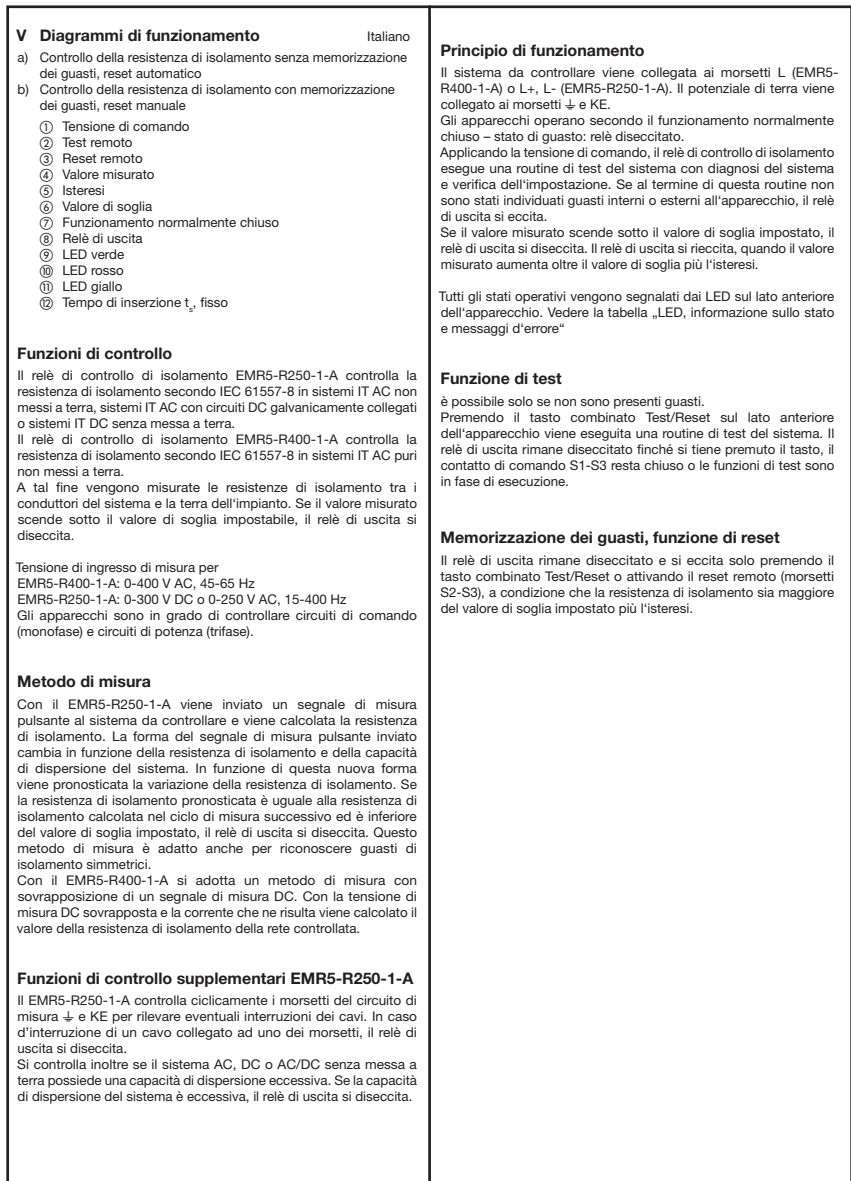 V Diagrammi di funzionamento Italiano
a) Controllo della resistenza di isolamento senza memorizzazione
dei guasti, reset automatico
b) Controllo della resistenza di isolamento con memorizzazione
dei guasti, reset manuale
① Tensione di comando
② Test remoto
③ Reset remoto
④ Valore misurato
⑤ Isteresi
⑥ Valore di soglia
⑦ Funzionamento normalmente chiuso
⑧ Relè di uscita
⑨ LED verde
⑩ LED rosso
⑪ LED giallo
⑫ Tempo di inserzione ts, fisso
Funzioni di controllo
Il relè di controllo di isolamento EMR5-R250-1-A controlla la
resistenza di isolamento secondo IEC 61557-8 in sistemi IT AC non
messi a terra, sistemi IT AC con circuiti DC galvanicamente collegati
o sistemi IT DC senza messa a terra.
Il relè di controllo di isolamento EMR5-R400-1-A controlla la
resistenza di isolamento secondo IEC 61557-8 in sistemi IT AC puri
non messi a terra.
A tal fine vengono misurate le resistenze di isolamento tra i
conduttori del sistema e la terra dell'impianto. Se il valore misurato
scende sotto il valore di soglia impostabile, il relè di uscita si
diseccita.
Tensione di ingresso di misura per
EMR5-R400-1-A: 0-400 V AC, 45-65 Hz
EMR5-R250-1-A: 0-300 V DC o 0-250 V AC, 15-400 Hz
Gli apparecchi sono in grado di controllare circuiti di comando
(monofase) e circuiti di potenza (trifase).
Metodo di misura
Con il EMR5-R250-1-A viene inviato un segnale di misura
pulsante al sistema da controllare e viene calcolata la resistenza
di isolamento. La forma del segnale di misura pulsante inviato
cambia in funzione della resistenza di isolamento e della capacità
di dispersione del sistema. In funzione di questa nuova forma
viene pronosticata la variazione della resistenza di isolamento. Se
la resistenza di isolamento pronosticata è uguale alla resistenza di
isolamento calcolata nel ciclo di misura successivo ed è inferiore
del valore di soglia impostato, il relè di uscita si diseccita. Questo
metodo di misura è adatto anche per riconoscere guasti di
isolamento simmetrici.
Con il EMR5-R400-1-A si adotta un metodo di misura con
sovrapposizione di un segnale di misura DC. Con la tensione di
misura DC sovrapposta e la corrente che ne risulta viene calcolato il
valore della resistenza di isolamento della rete controllata.
Funzioni di controllo supplementari EMR5-R250-1-A
Il EMR5-R250-1-A controlla ciclicamente i morsetti del circuito di
misura ⏚ e KE per rilevare eventuali interruzioni dei cavi. In caso
d'interruzione di un cavo collegato ad uno dei morsetti, il relè di
uscita si diseccita.
Si controlla inoltre se il sistema AC, DC o AC/DC senza messa a
terra possiede una capacità di dispersione eccessiva. Se la capacità
di dispersione del sistema è eccessiva, il relè di uscita si diseccita.
Principio di funzionamento
Il sistema da controllare viene collegata ai morsetti L (EMR5-
R400-1-A) o L+, L- (EMR5-R250-1-A). Il potenziale di terra viene
collegato ai morsetti ⏚ e KE.
Gli apparecchi operano secondo il funzionamento normalmente
chiuso – stato di guasto: relè diseccitato.
Applicando la tensione di comando, il relè di controllo di isolamento
esegue una routine di test del sistema con diagnosi del sistema
e verifica dell'impostazione. Se al termine di questa routine non
sono stati individuati guasti interni o esterni all'apparecchio, il relè
di uscita si eccita.
Se il valore misurato scende sotto il valore di soglia impostato, il
relè di uscita si diseccita. Il relè di uscita si rieccita, quando il valore
misurato aumenta oltre il valore di soglia più l'isteresi.
Tutti gli stati operativi vengono segnalati dai LED sul lato anteriore
dell'apparecchio. Vedere la tabella „LED, informazione sullo stato
e messaggi d'errore“
Funzione di test
è possibile solo se non sono presenti guasti.
Premendo il tasto combinato Test/Reset sul lato anteriore
dell'apparecchio viene eseguita una routine di test del sistema. Il
relè di uscita rimane diseccitato finché si tiene premuto il tasto, il
contatto di comando S1-S3 resta chiuso o le funzioni di test sono
in fase di esecuzione.
Memorizzazione dei guasti, funzione di reset
Il relè di uscita rimane diseccitato e si eccita solo premendo il
tasto combinato Test/Reset o attivando il reset remoto (morsetti
S2-S3), a condizione che la resistenza di isolamento sia maggiore
del valore di soglia impostato più l'isteresi.